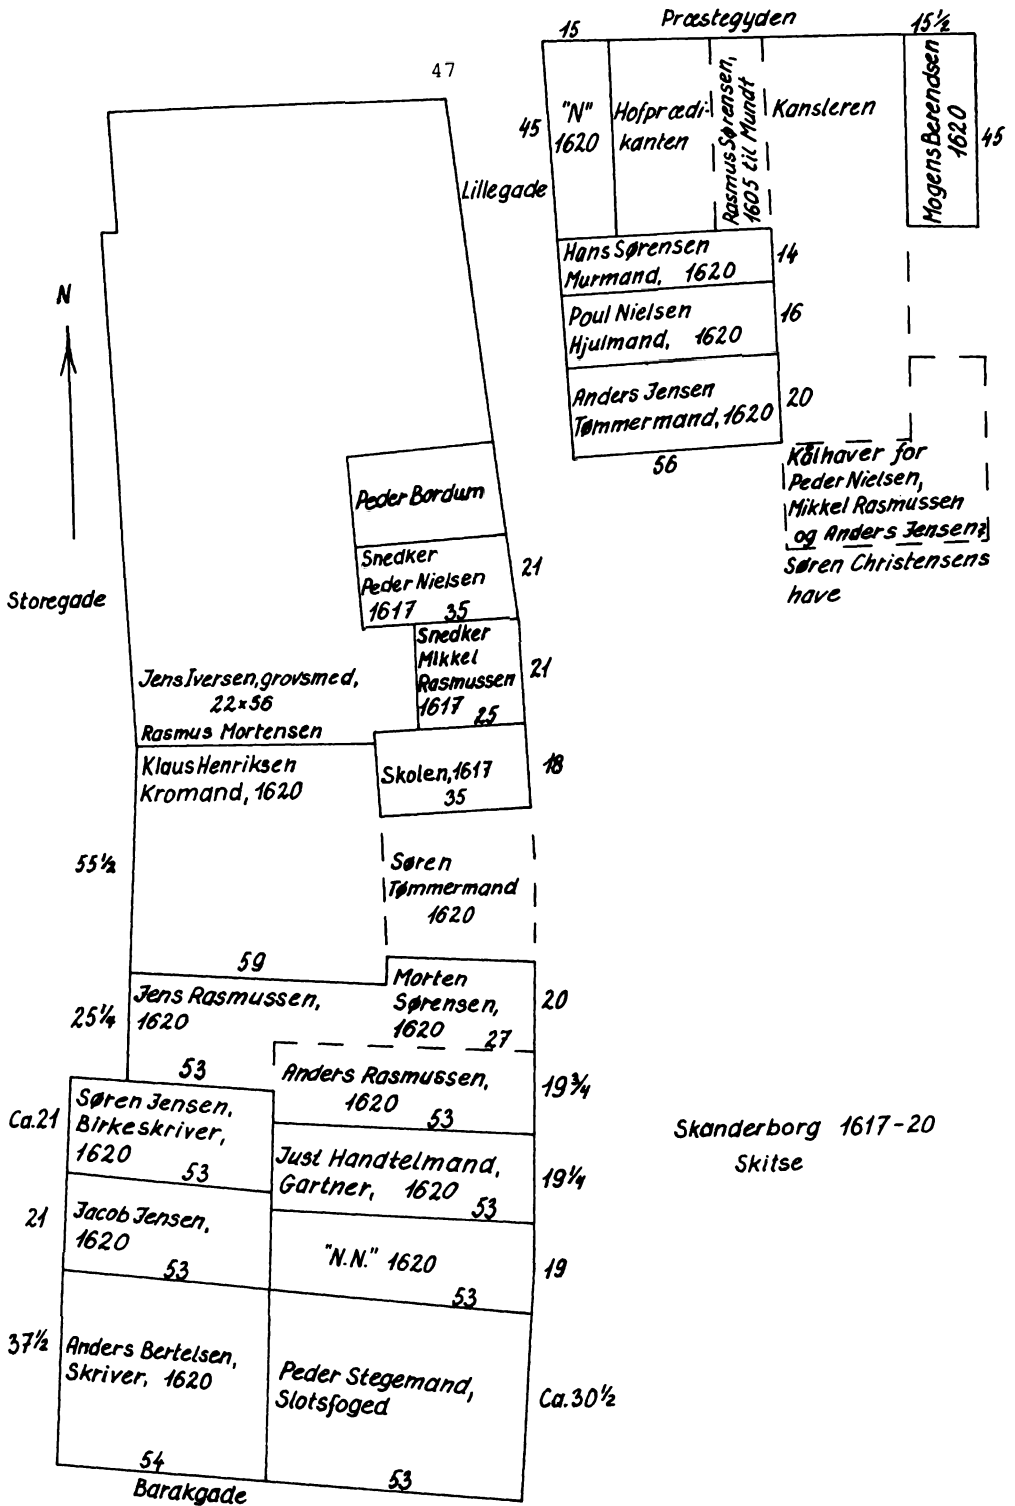 47
15 Præstegyden 15½
"N"
1620
45
Hofprædi-
kanten
Rasmus Sørensen,
1605 til Mundt
Kansleren
Mogens Berendsen
1620
45
Lillegade
Hans Sørensen
Murmand, 1620
14
Poul Nielsen
Hjulmand, 1620
16
Anders Jensen
Tømmermand, 1620
20
56
Kålhaver for
Peder Nielsen,
Mikkel Rasmussen
og Anders Jensen?
Søren Christensens
have
N
Storegade
Peder Bordum
Snedker
Peder Nielsen
1617 35
21
Snedker
Mikkel
Rasmussen
1617 25
21
Jens Iversen, grovsmed,
22×56
Rasmus Mortensen
Klaus Henriksen
Kromand, 1620
Skolen, 1617
35
18
55½
Søren
Tømmermand
1620
59
Jens Rasmussen,
1620
25¼
53
Morten
Sørensen,
1620 27
20
Anders Rasmussen,
1620 53
19¾
Ca. 21
Søren Jensen,
Birkeskriver,
1620 53
Just Handtelmand,
Gartner, 1620
53
19¼
21
Jacob Jensen,
1620
53
"N.N." 1620
53
19
37½
Anders Bertelsen,
Skriver, 1620
54
Peder Stegemand,
Slotsfoged
53
Ca. 30½
Barakgade
Skanderborg 1617-20
Skitse